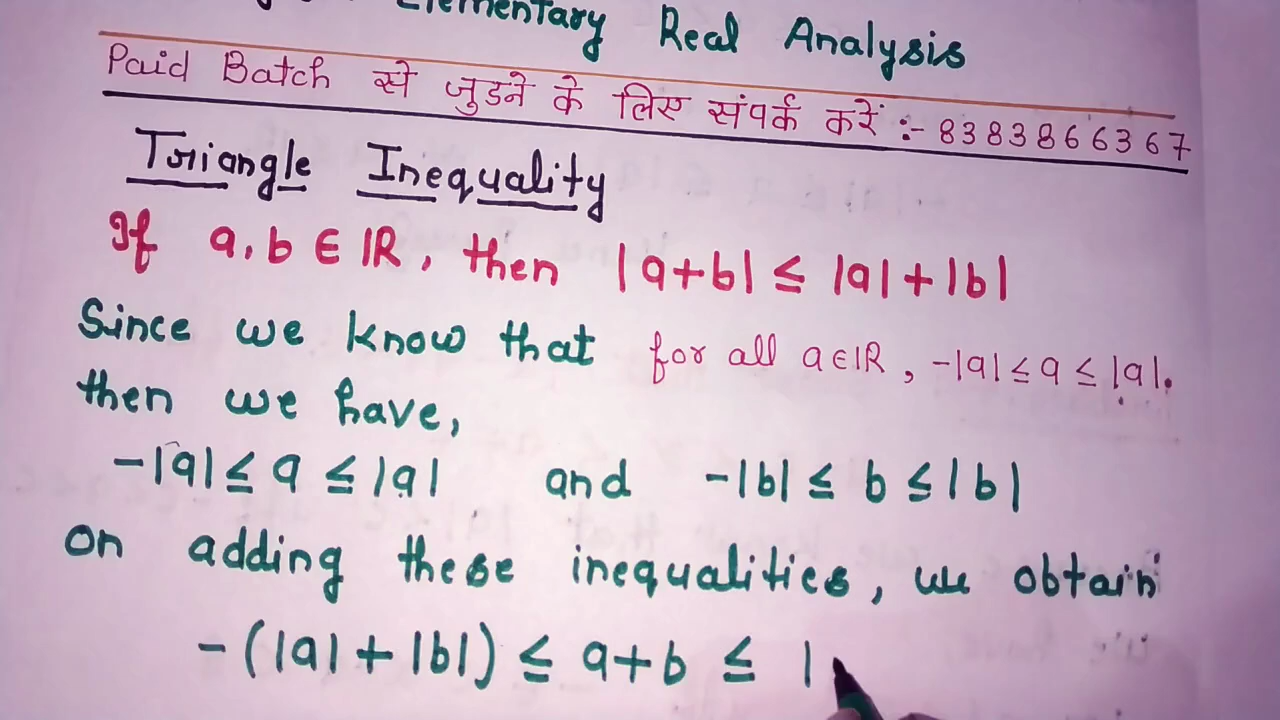 Elementary Real Analysis
Paid Batch से जुडने के लिए संपर्क करें :- 8383866367
Triangle Inequality
If a, b ∈ IR, then |a+b| ≤ |a|+|b|
Since we know that for all a ∈ IR, -|a| ≤ a ≤ |a|.
then we have,
-|a| ≤ a ≤ |a| and -|b| ≤ b ≤ |b|
on adding these inequalities, we obtain
-(|a|+|b|) ≤ a+b ≤ |